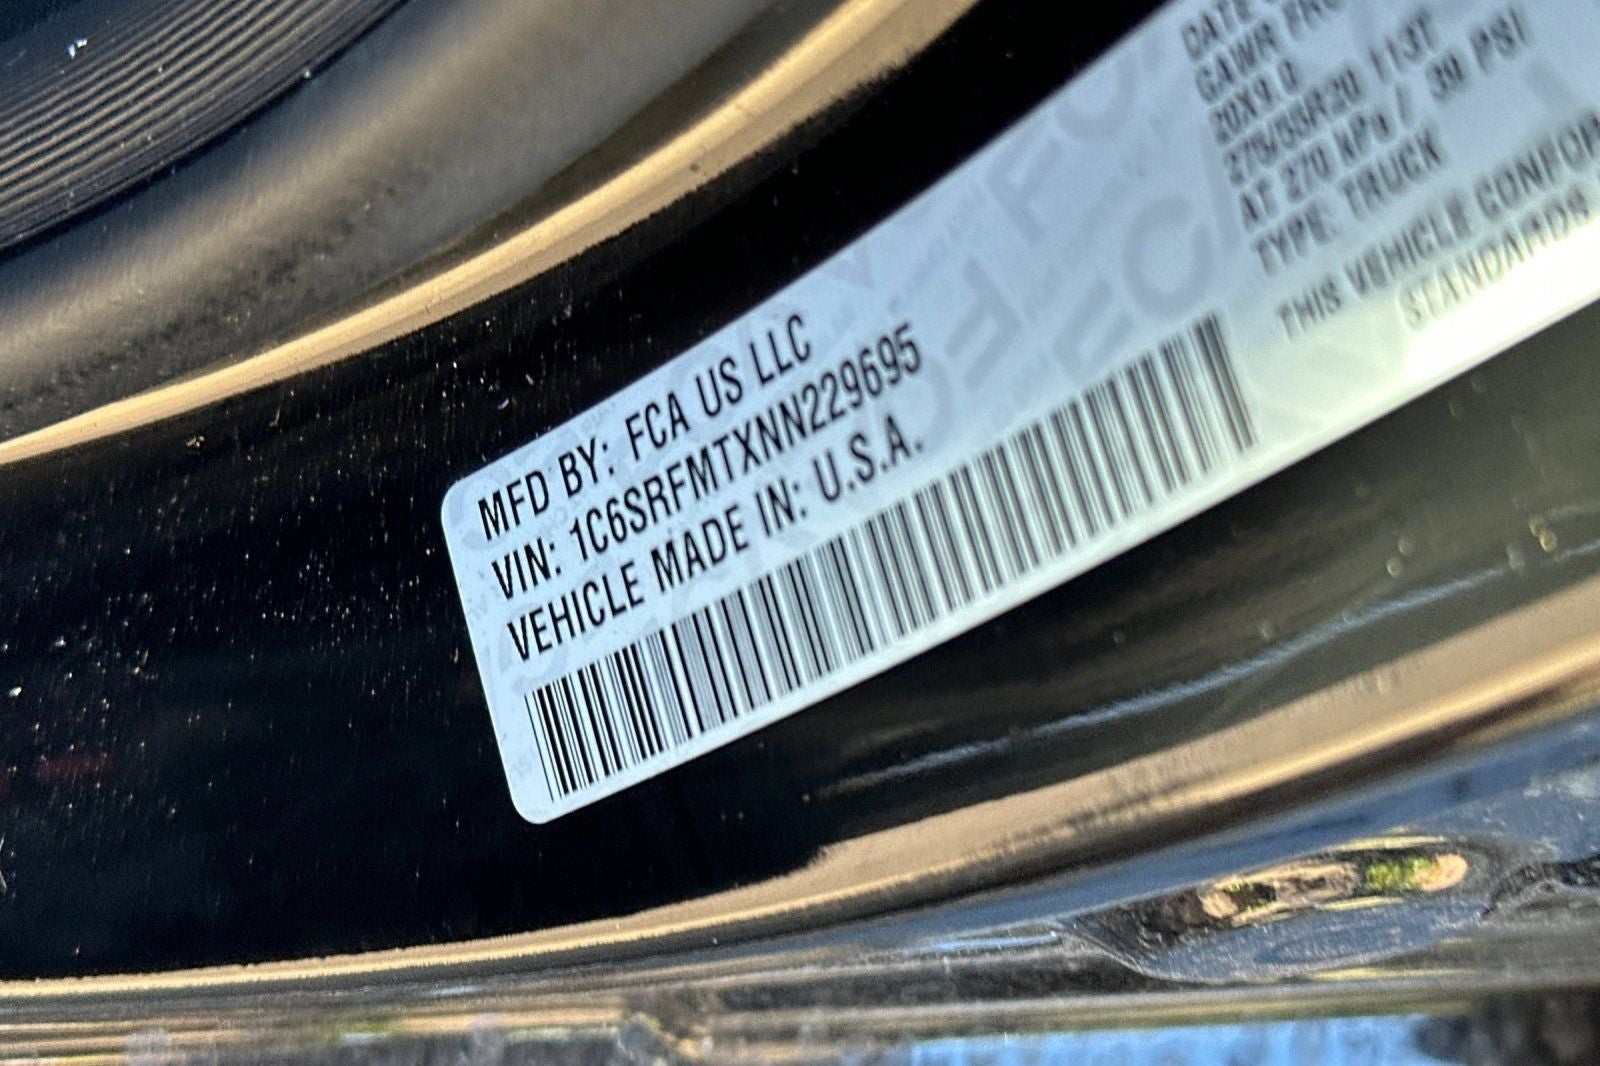 MFD BY: FCA US LLC
VIN: 1C6SRFMTXNN229695
VEHICLE MADE IN: U.S.A.
DATE
GAWR
20X9.0
275/55R20 113T
AT 270 kPa / 39 PSI
TYPE: TRUCK
THIS VEHICLE
STANDARDS